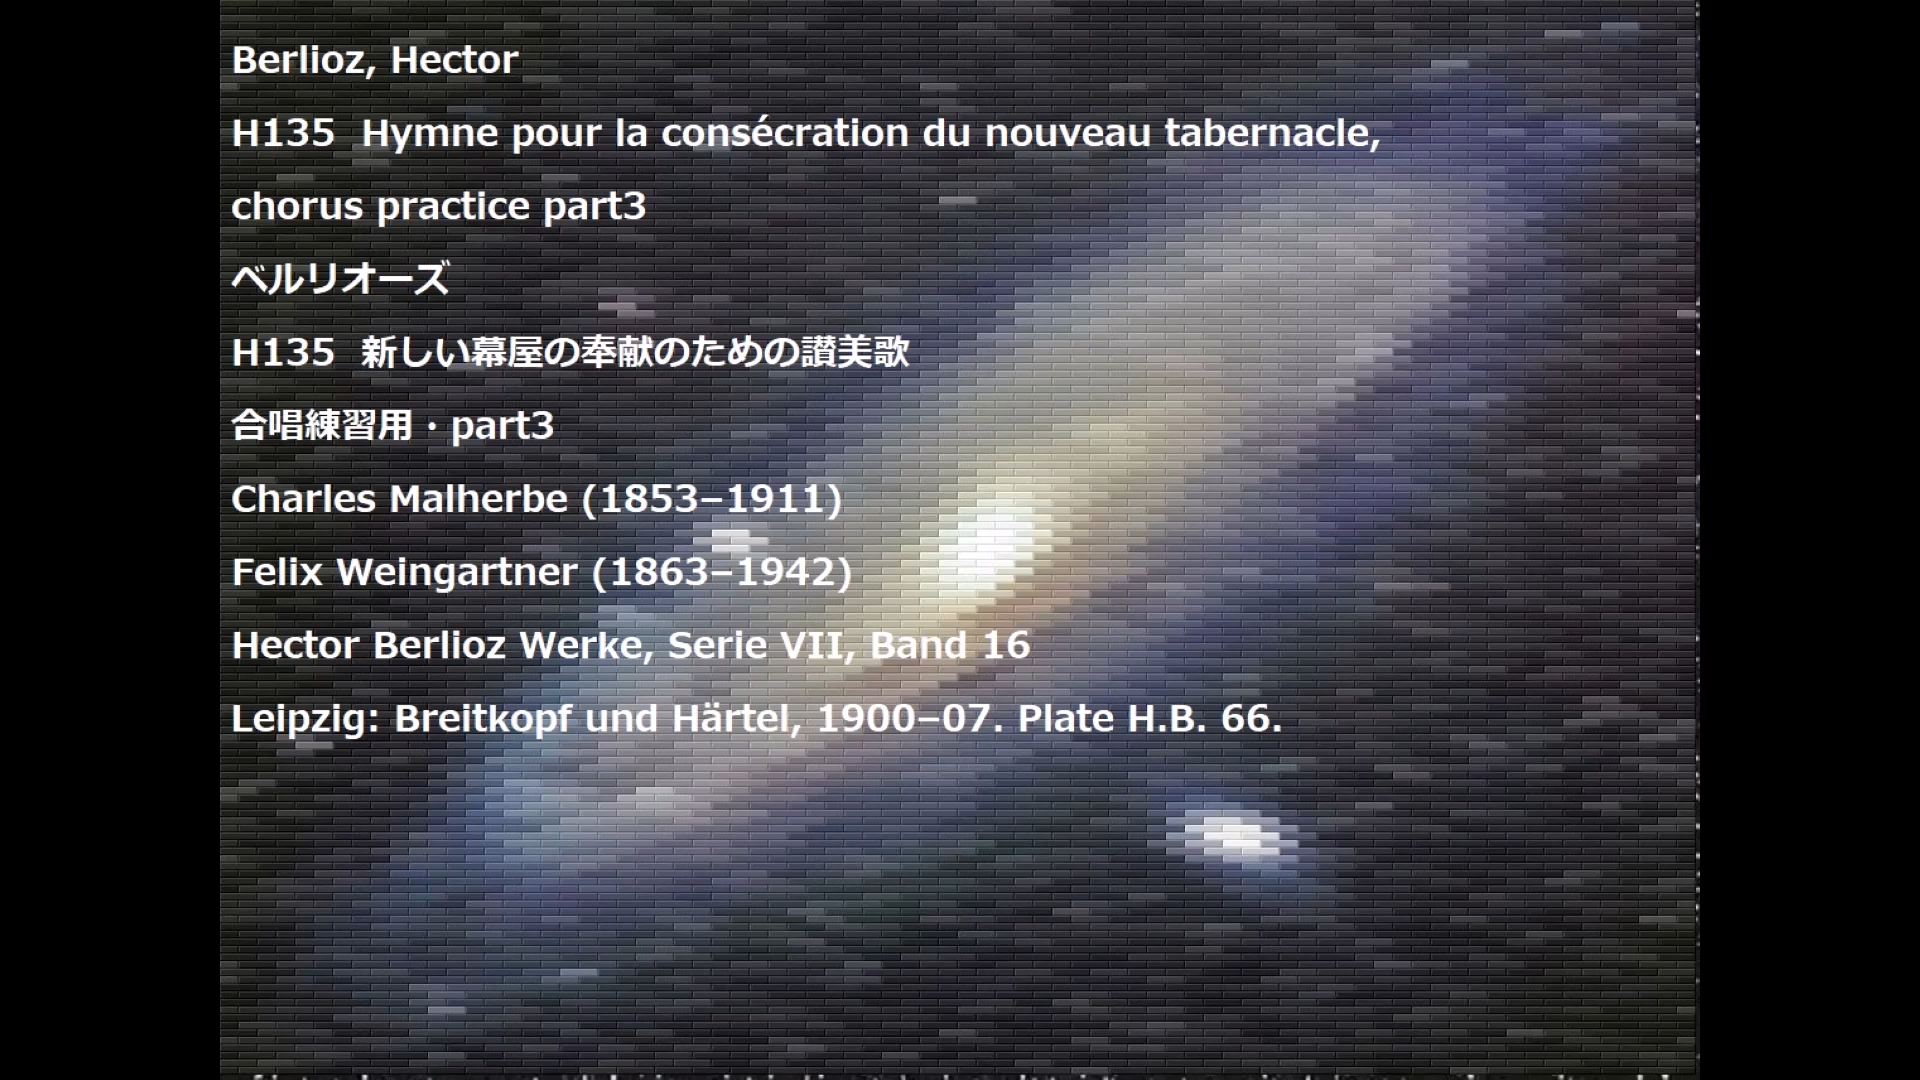 Berlioz, Hector
H135 Hymne pour la consécration du nouveau tabernacle,
chorus practice part3
ベルリオーズ
H135 新しい幕屋の奉献のための讃美歌
合唱練習用・part3
Charles Malherbe (1853–1911)
Felix Weingartner (1863–1942)
Hector Berlioz Werke, Serie VII, Band 16
Leipzig: Breitkopf und Härtel, 1900–07. Plate H.B. 66.